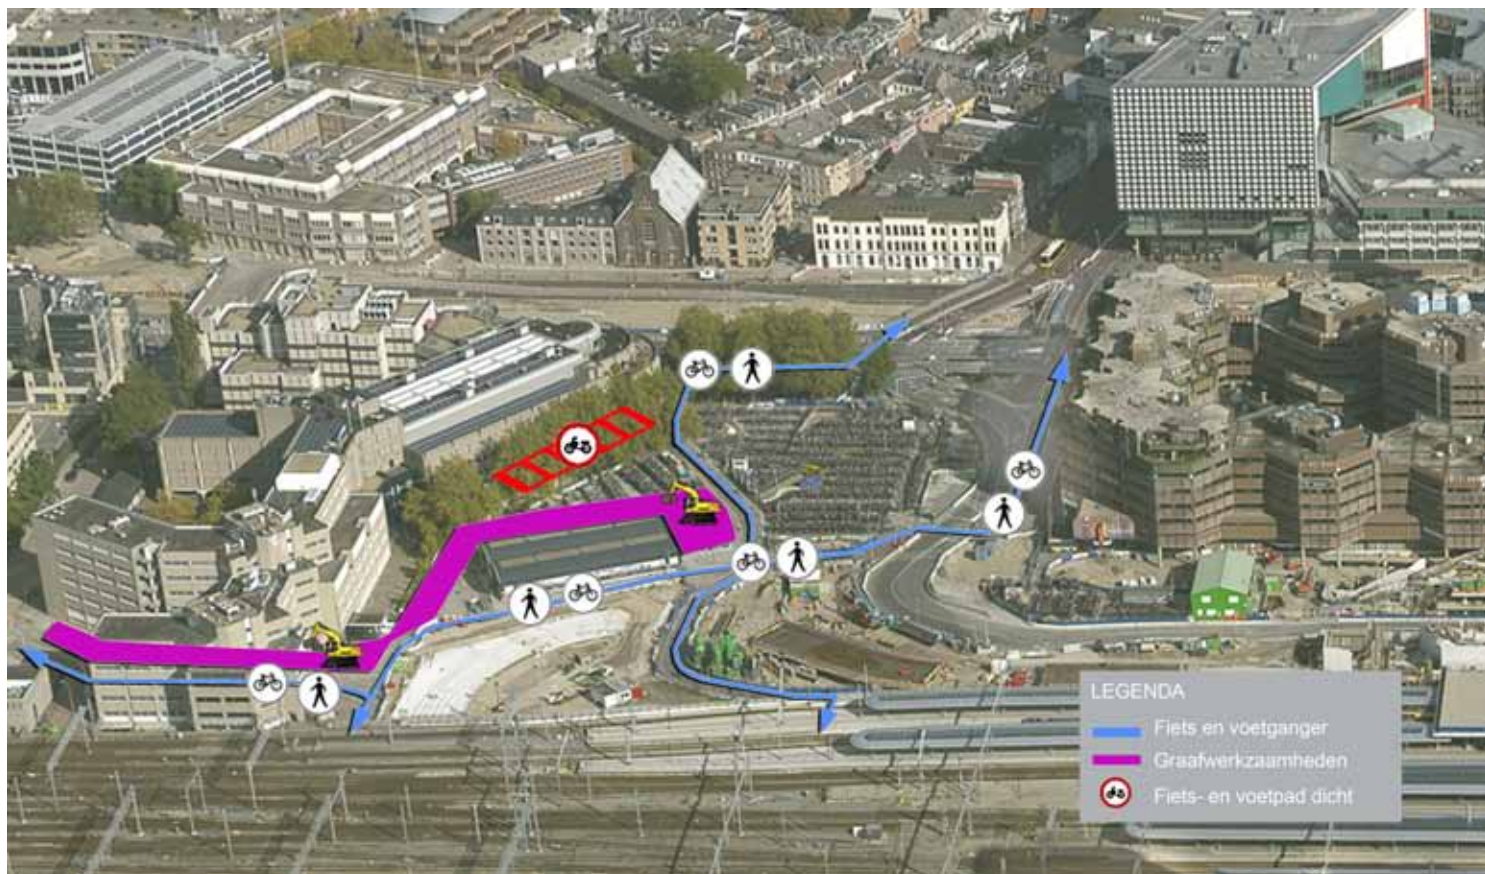 LEGENDA
Fiets en voetganger
Graafwerkzaamheden
Fiets- en voetpad dicht